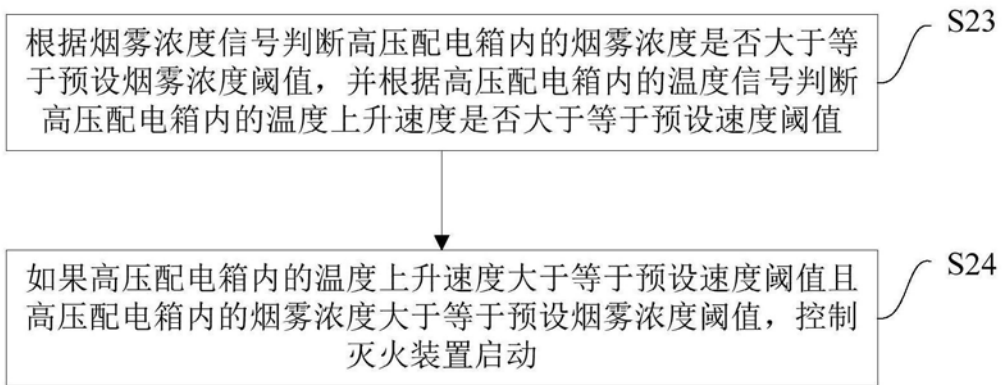 根据烟雾浓度信号判断高压配电箱内的烟雾浓度是否大于等
于预设烟雾浓度阈值，并根据高压配电箱内的温度信号判断
高压配电箱内的温度上升速度是否大于等于预设速度阈值
S23
如果高压配电箱内的温度上升速度大于等于预设速度阈值且
高压配电箱内的烟雾浓度大于等于预设烟雾浓度阈值，控制
灭火装置启动
S24